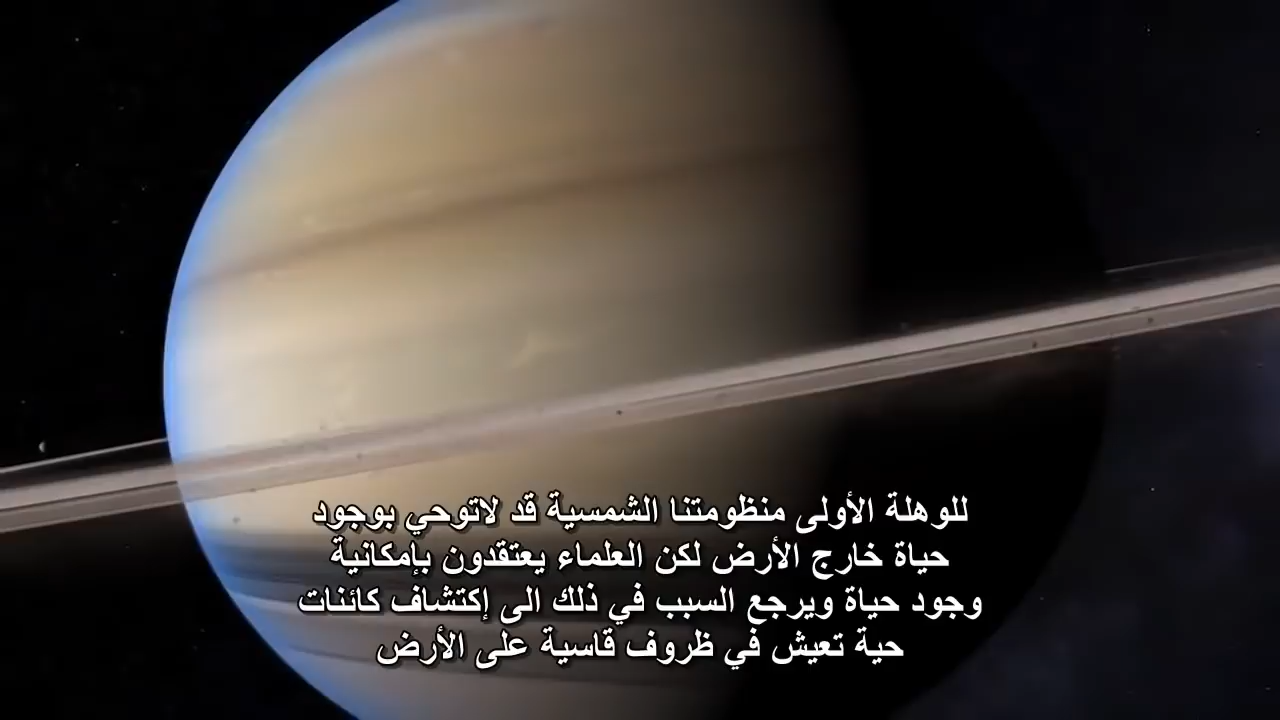 للوهلة الأولى منظومتنا الشمسية قد لاتوحي بوجود
حياة خارج الأرض لكن العلماء يعتقدون بإمكانية
وجود حياة ويرجع السبب في ذلك الى إكتشاف كائنات
حية تعيش في ظروف قاسية على الأرض